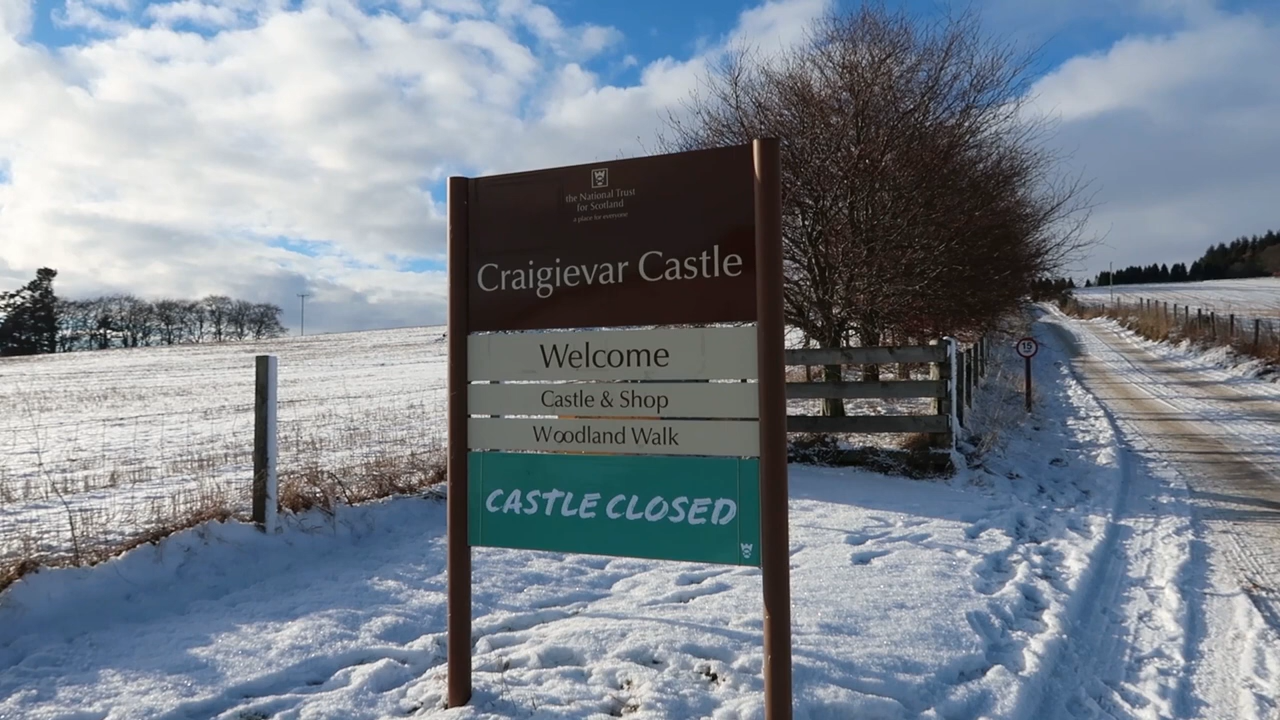 the National Trust
for Scotland
a place for everyone
Craigievar Castle
Welcome
Castle & Shop
Woodland Walk
CASTLE CLOSED
15